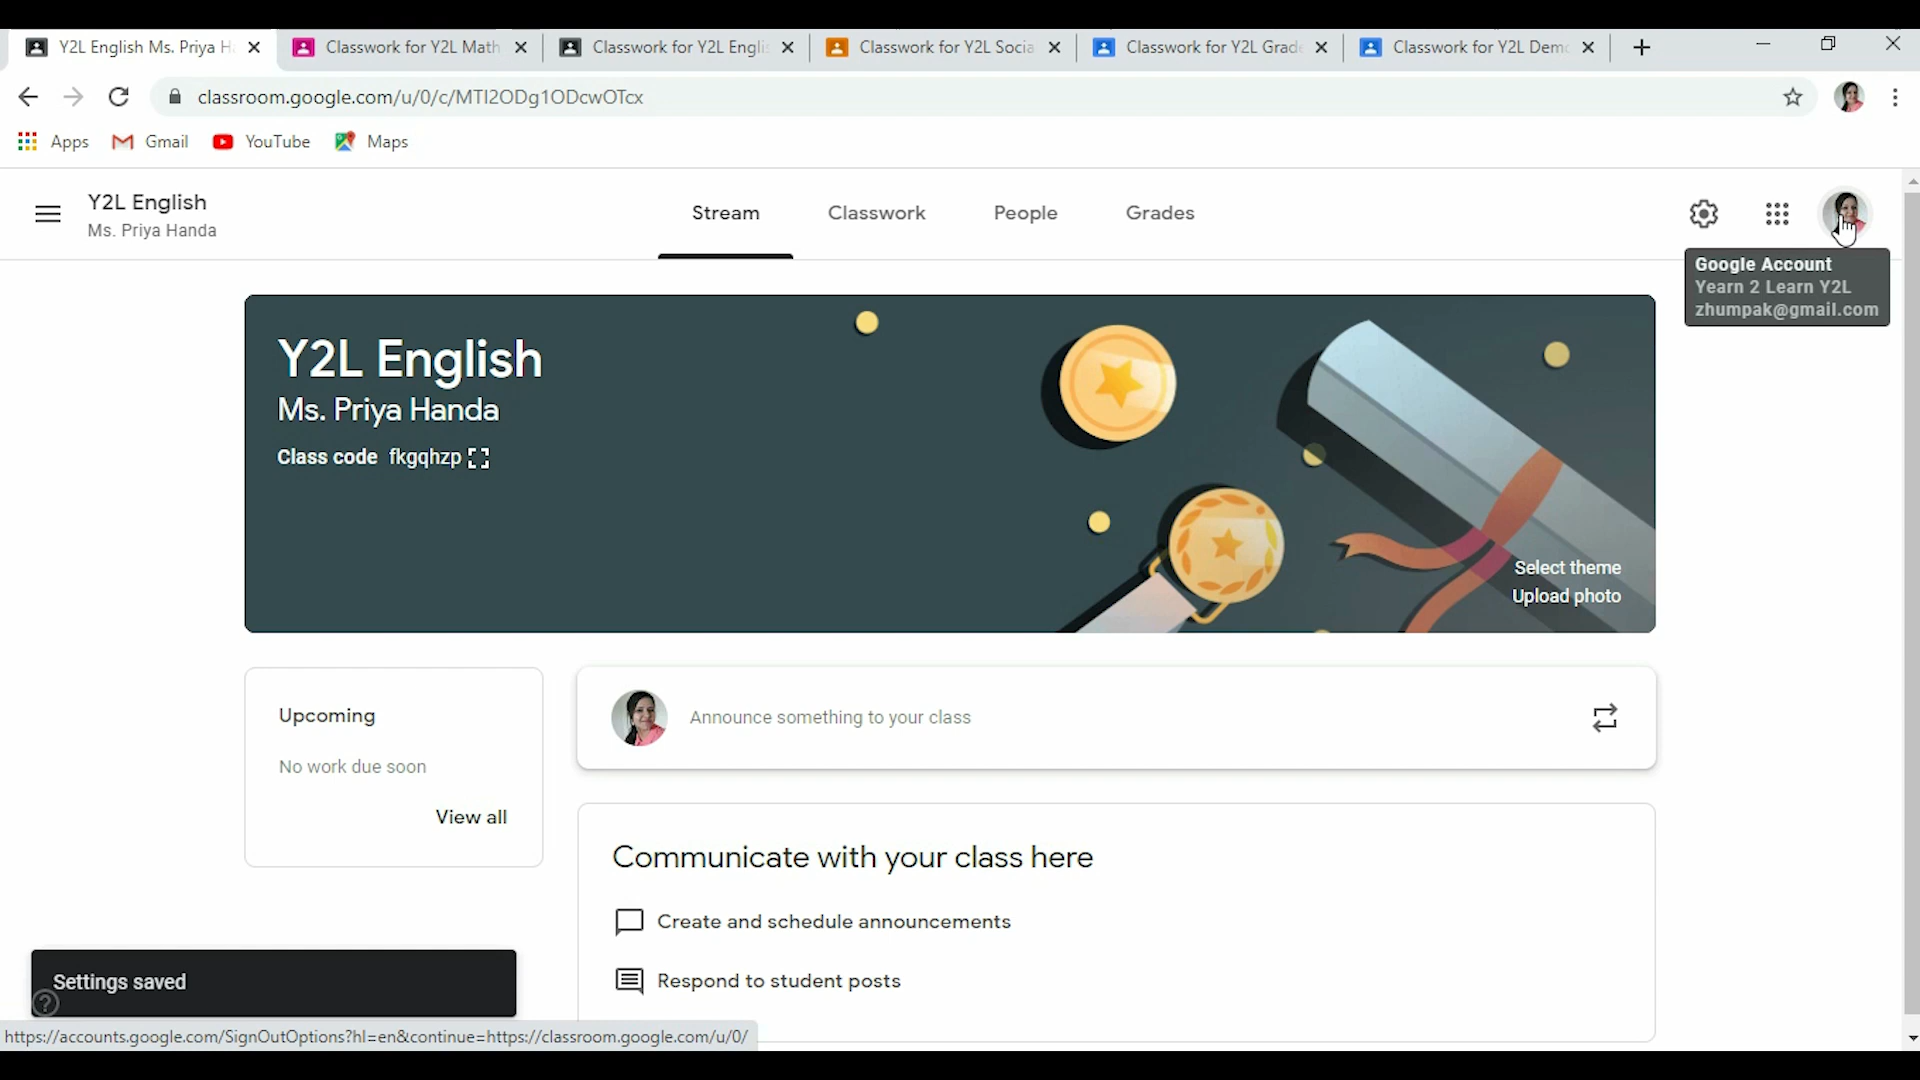 Y2L English Ms. Priya H
Classwork for Y2L Math
Classwork for Y2L Englis
Classwork for Y2L Socia
Classwork for Y2L Grade
Classwork for Y2L Demo
classroom.google.com/u/0/c/MTI2ODg1ODcwOTcx
Apps
Gmail
YouTube
Maps
Y2L English
Ms. Priya Handa
Stream
Classwork
People
Grades
Google Account
Yearn 2 Learn Y2L
zhumpak@gmail.com
Y2L English
Ms. Priya Handa
Class code fkgqhzp
Select theme
Upload photo
Upcoming
No work due soon
View all
Announce something to your class
Communicate with your class here
Create and schedule announcements
Respond to student posts
Settings saved
https://accounts.google.com/SignOutOptions?hl=en&continue=https://classroom.google.com/u/0/